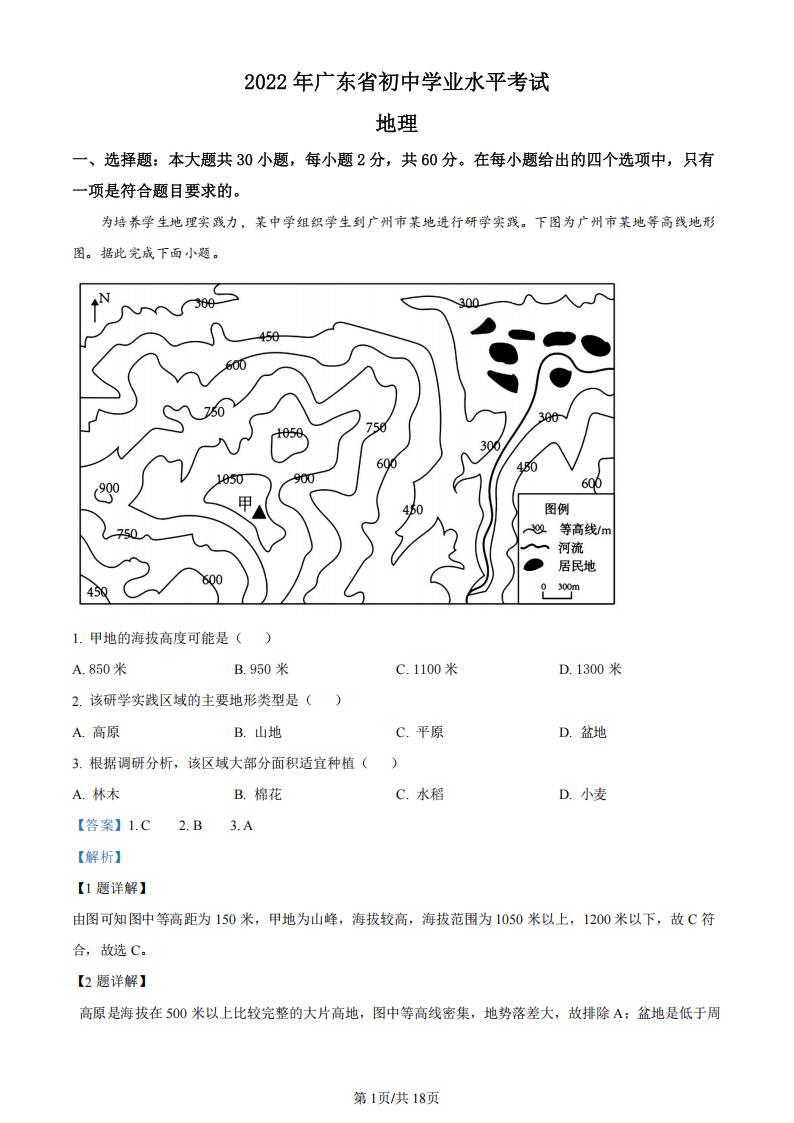 2022 年广东省初中学业水平考试
地理
一、选择题：本大题共 30 小题，每小题 2 分，共 60 分。在每小题给出的四个选项中，只有
一项是符合题目要求的。
为培养学生地理实践力，某中学组织学生到广州市某地进行研学实践。下图为广州市某地等高线地形
图。据此完成下面小题。
N
300
300
450
600
750
1050
750
300
300
600
450
1050
900
600
900
甲
450
图例
300 等高线/m
河流
居民地
0 300m
750
600
450
1. 甲地的海拔高度可能是（ ）
A. 850 米 B. 950 米 C. 1100 米 D. 1300 米
2. 该研学实践区域的主要地形类型是（ ）
A. 高原 B. 山地 C. 平原 D. 盆地
3. 根据调研分析，该区域大部分面积适宜种植（ ）
A. 林木 B. 棉花 C. 水稻 D. 小麦
【答案】1. C 2. B 3. A
【解析】
【1 题详解】
由图可知图中等高距为 150 米，甲地为山峰，海拔较高，海拔范围为 1050 米以上，1200 米以下，故 C 符
合，故选 C。
【2 题详解】
高原是海拔在 500 米以上比较完整的大片高地，图中等高线密集，地势落差大，故排除 A；盆地是低于周
第 1页/共 18页